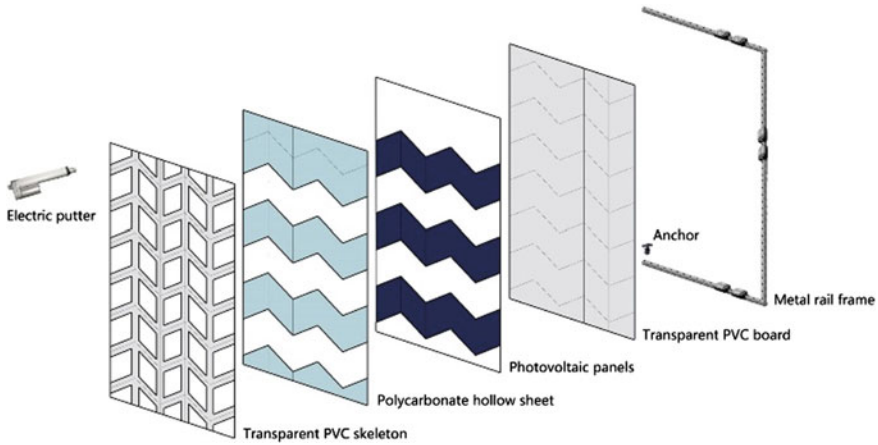 Electric putter
Transparent PVC skeleton
Polycarbonate hollow sheet
Photovoltaic panels
Transparent PVC board
Anchor
Metal rail frame